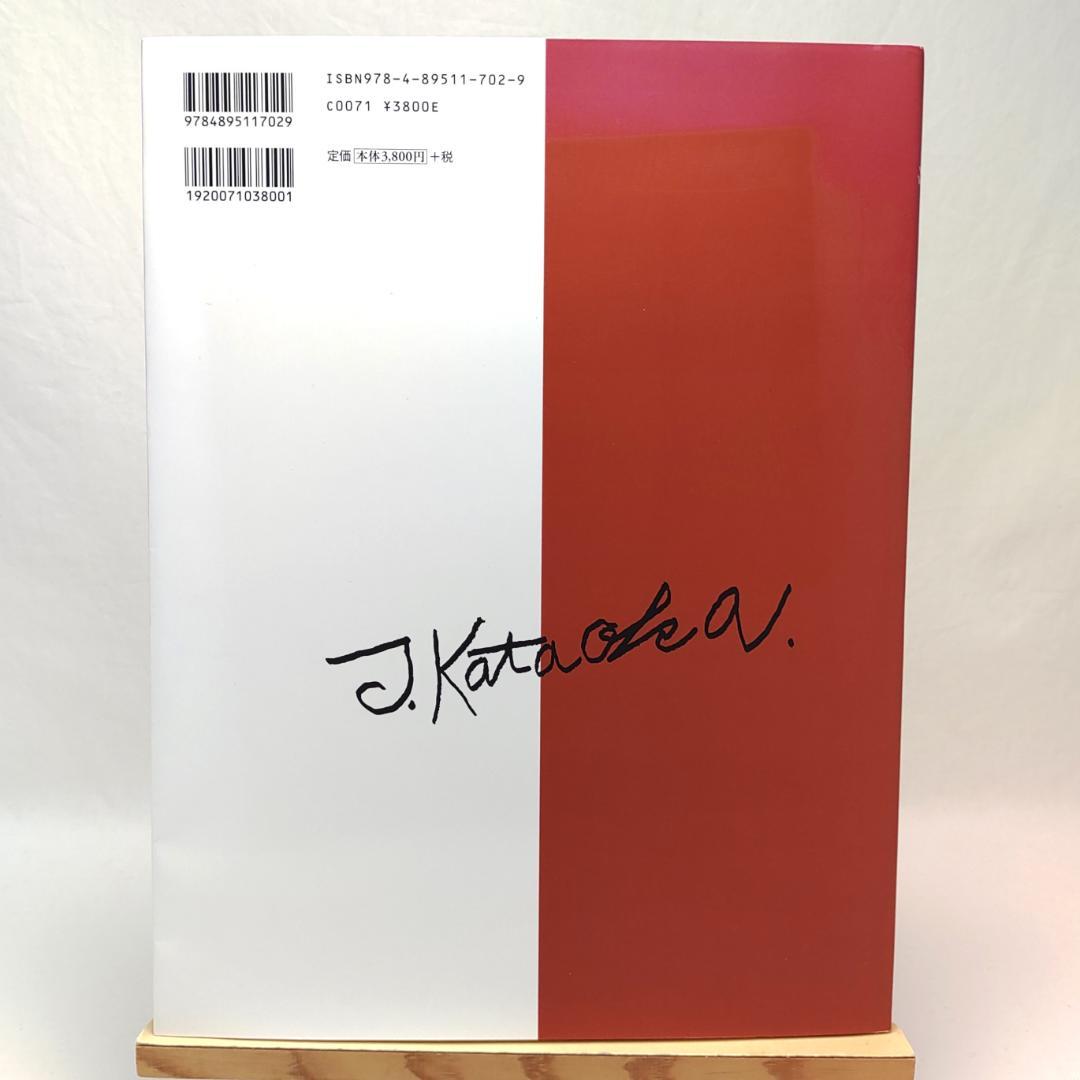 ISBN978-4-89511-702-9
9784895117029
C0071 ¥3800E
定価 本体3,800円 +税
1920071038001
J. Kataoka.